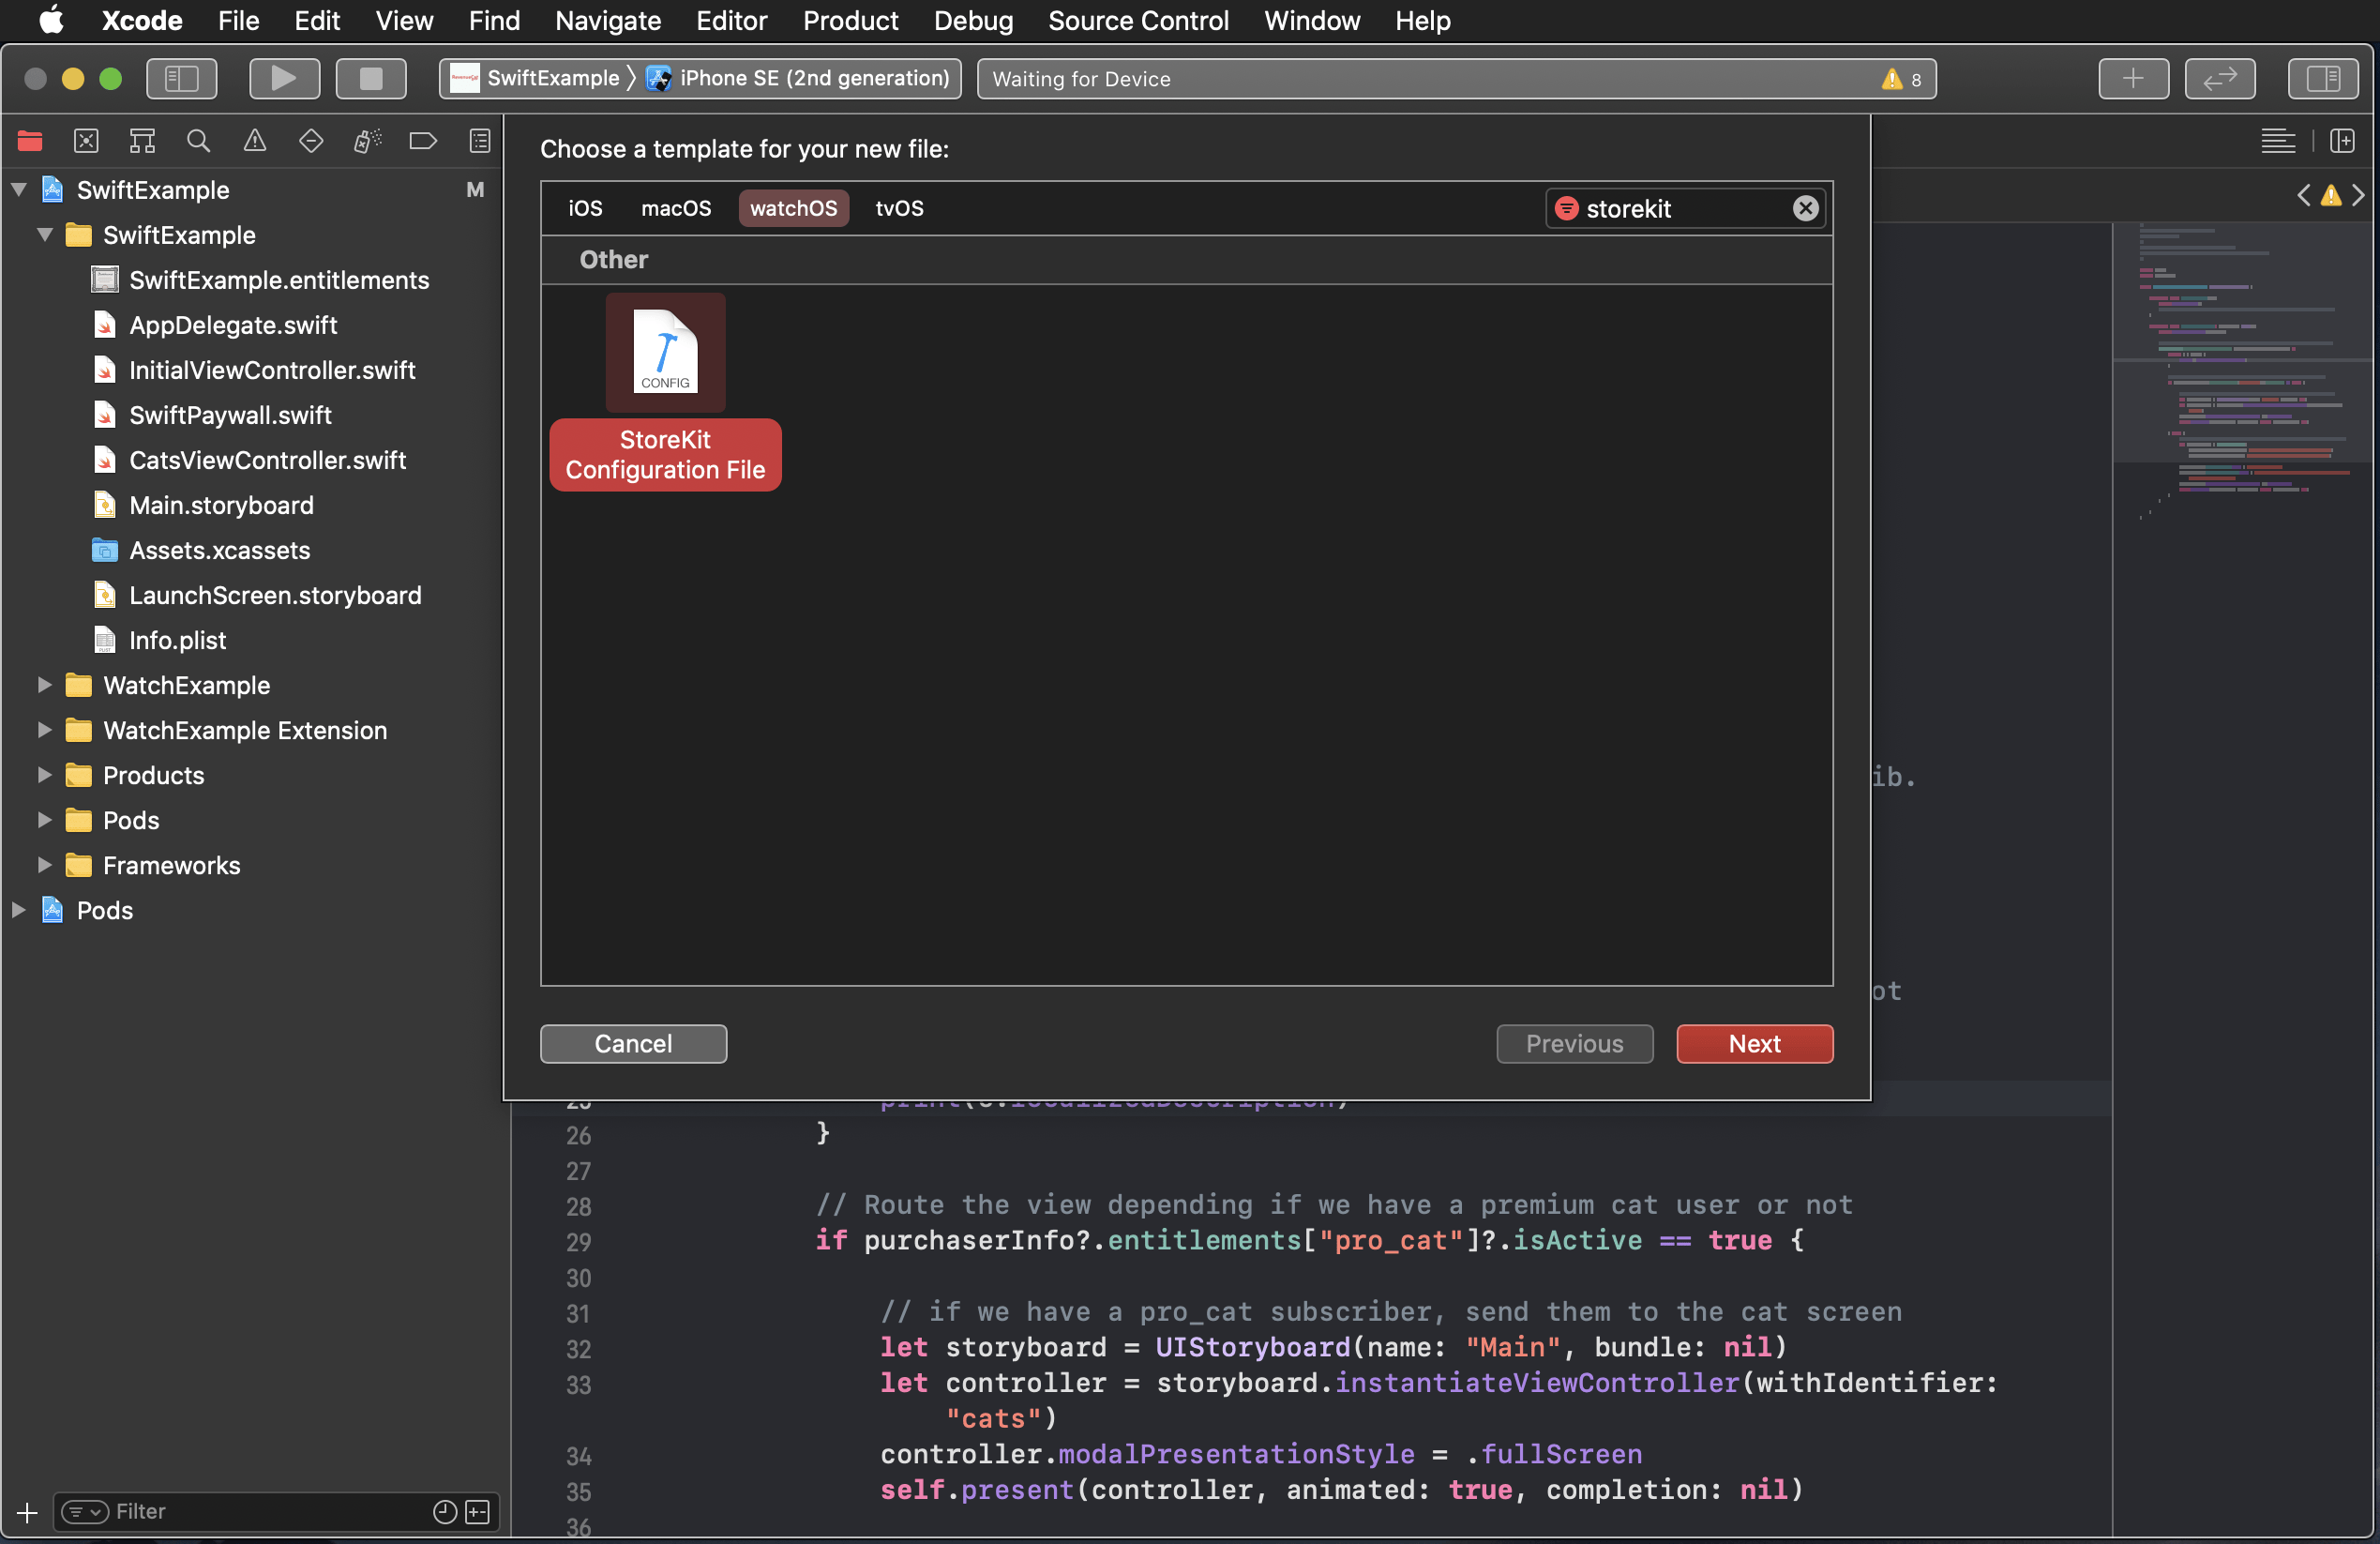 Xcode File Edit View Find Navigate Editor Product Debug Source Control Window Help
SwiftExample iPhone SE (2nd generation) Waiting for Device 8
Choose a template for your new file:
iOS macOS watchOS tvOS storekit
Other
CONFIG
StoreKit
Configuration File
Cancel Previous Next
SwiftExample M
SwiftExample
SwiftExample.entitlements
AppDelegate.swift
InitialViewController.swift
SwiftPaywall.swift
CatsViewController.swift
Main.storyboard
Assets.xcassets
LaunchScreen.storyboard
Info.plist
WatchExample
WatchExample Extension
Products
Pods
Frameworks
Pods
Filter
ib.
ot
26 }
27
28 // Route the view depending if we have a premium cat user or not
29 if purchaserInfo?.entitlements["pro_cat"]?.isActive == true {
30
31 // if we have a pro_cat subscriber, send them to the cat screen
32 let storyboard = UIStoryboard(name: "Main", bundle: nil)
33 let controller = storyboard.instantiateViewController(withIdentifier:
"cats")
34 controller.modalPresentationStyle = .fullScreen
35 self.present(controller, animated: true, completion: nil)
36